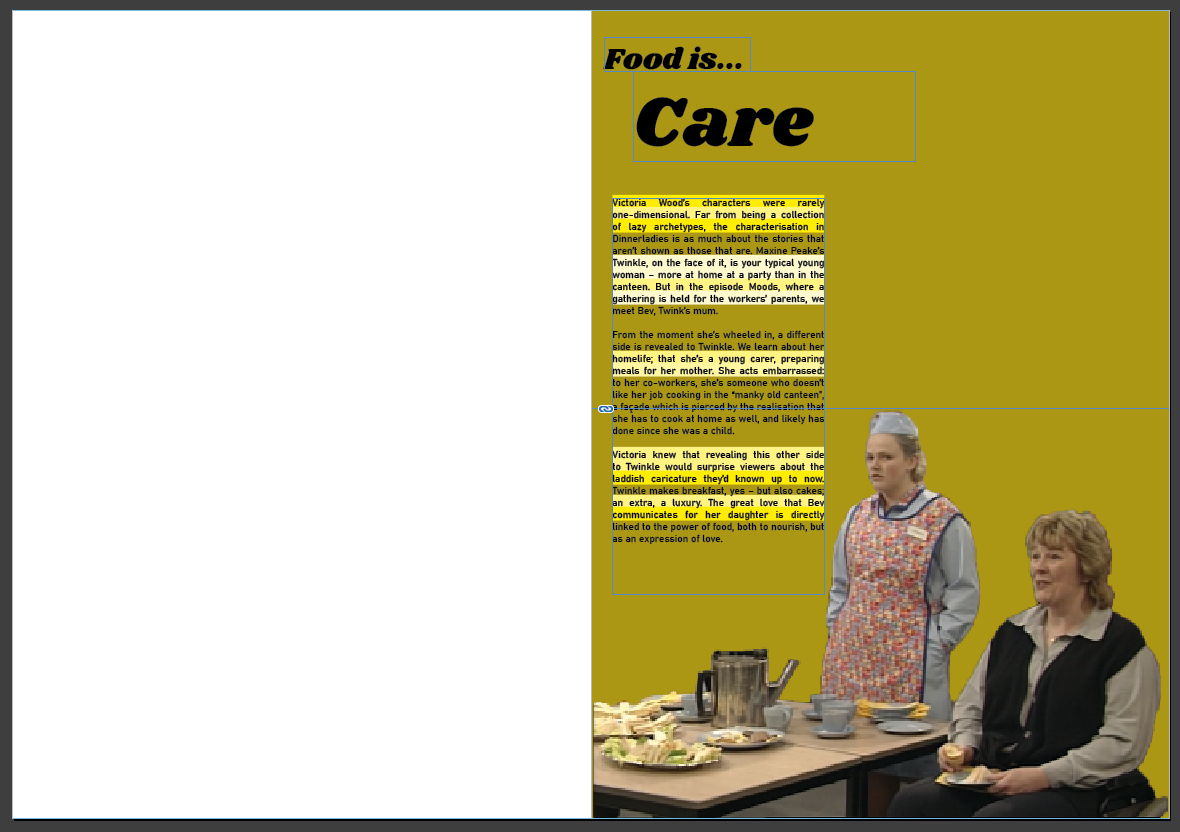 Food is...
Care
Victoria Wood's characters were rarely
one-dimensional. Far from being a collection
of lazy archetypes, the characterisation in
Dinnerladies is as much about the stories that
aren't shown as those that are. Maxine Peake's
Twinkle, on the face of it, is your typical young
woman – more at home at a party than in the
canteen. But in the episode Moods, where a
gathering is held for the workers' parents, we
meet Bev, Twink's mum.
From the moment she's wheeled in, a different
side is revealed to Twinkle. We learn about her
homelife; that she's a young carer, preparing
meals for her mother. She acts embarrassed:
to her co-workers, she's someone who doesn't
like her job cooking in the "manky old canteen",
a façade which is pierced by the realisation that
she has to cook at home as well, and likely has
done since she was a child.
Victoria knew that revealing this other side
to Twinkle would surprise viewers about the
laddish caricature they'd known up to now.
Twinkle makes breakfast, yes – but also cakes;
an extra, a luxury. The great love that Bev
communicates for her daughter is directly
linked to the power of food, both to nourish, but
as an expression of love.